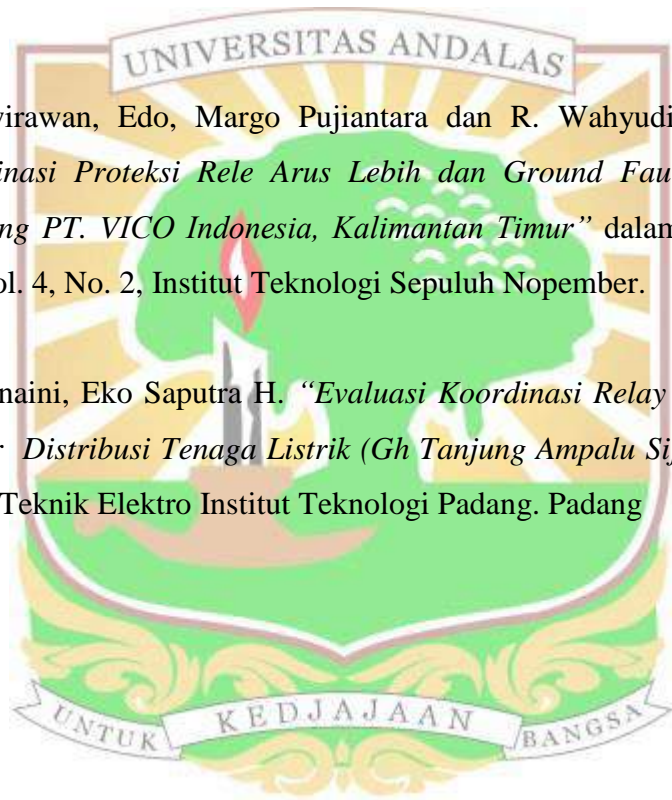 UNIVERSITAS ANDALAS
virawan, Edo, Margo Pujiantara dan R. Wahyudi
inasi Proteksi Rele Arus Lebih dan Ground Fau
ng PT. VICO Indonesia, Kalimantan Timur” dalam
ol. 4, No. 2, Institut Teknologi Sepuluh Nopember.
naini, Eko Saputra H. “Evaluasi Koordinasi Relay
r Distribusi Tenaga Listrik (Gh Tanjung Ampalu Sij
Teknik Elektro Institut Teknologi Padang. Padang
UNTUK KEDJAJAAN BANGSA